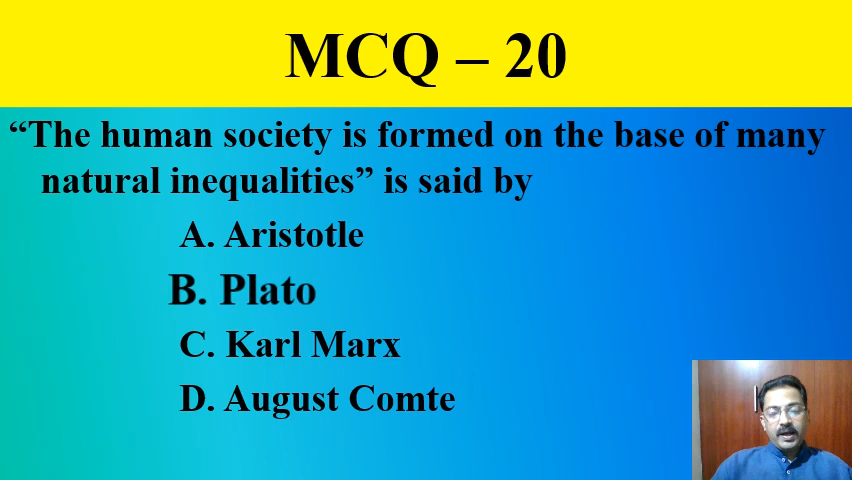 MCQ – 20
“The human society is formed on the base of many
natural inequalities” is said by
A. Aristotle
B. Plato
C. Karl Marx
D. August Comte